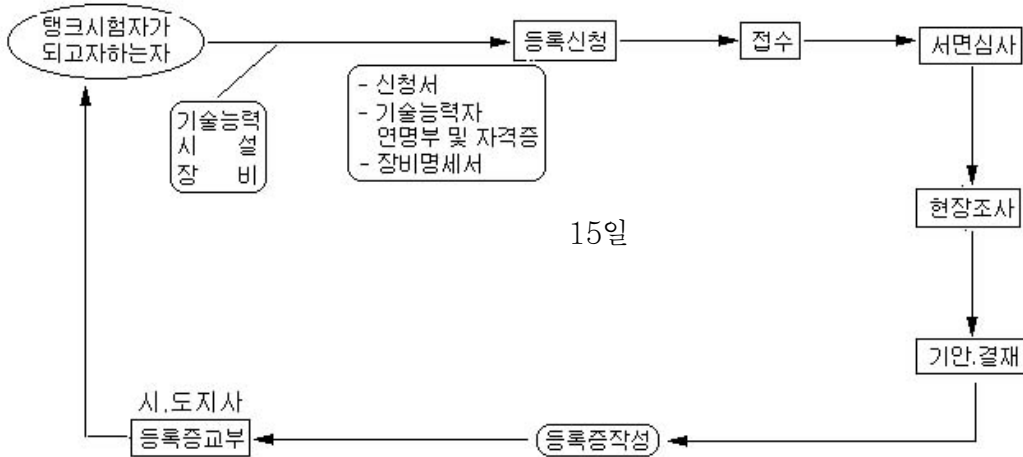 탱크시험자가
되고자하는자
등록신청
접수
서면심사
기술능력
시 설
장 비
- 신청서
- 기술능력자
연명부 및 자격증
- 장비명세서
현장조사
15일
기안.결재
시.도지사
등록증교부
등록증작성